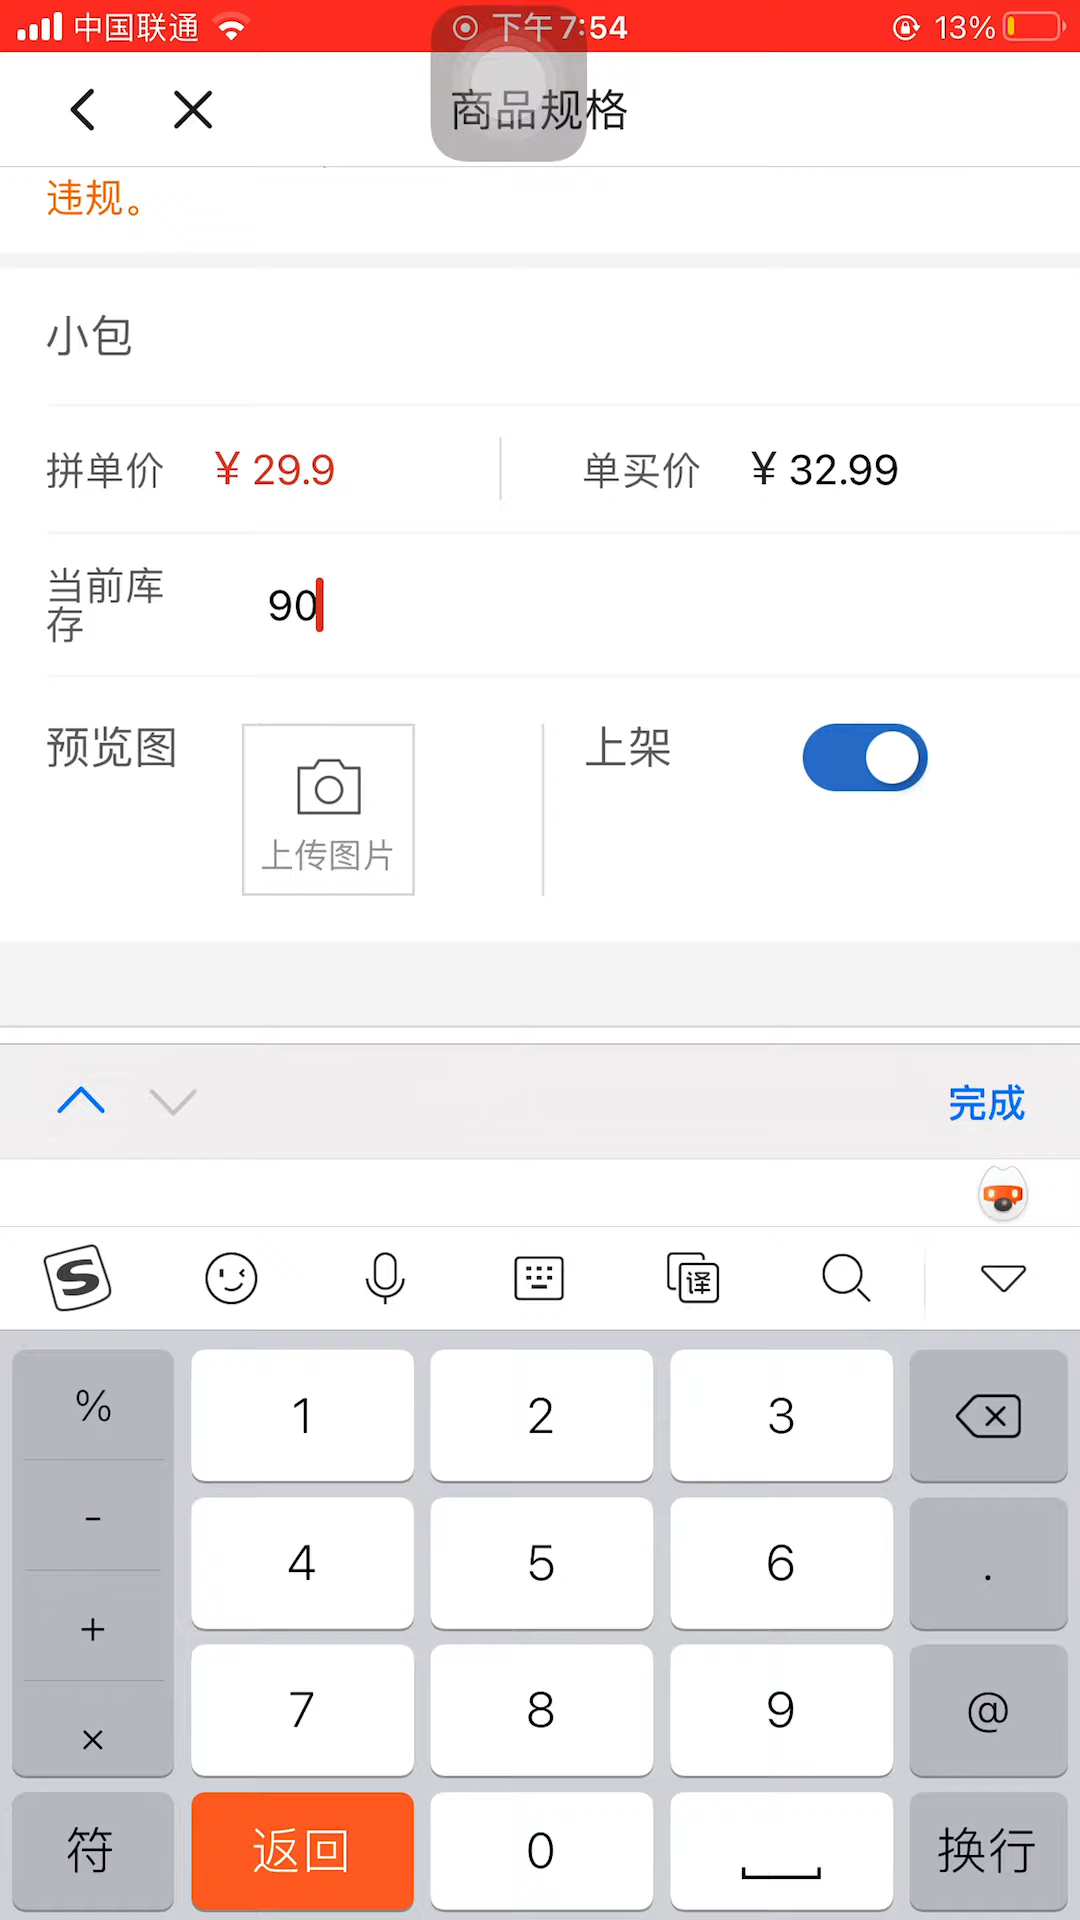 中国联通 下午7:54 13%
商品规格
违规。
小包
拼单价 ¥ 29.9 单买价 ¥ 32.99
当前库
存
90
预览图 上传图片 上架
完成
S 译
% 1 2 3
- 4 5 6 .
+ 7 8 9 @
×
符 返回 0 换行